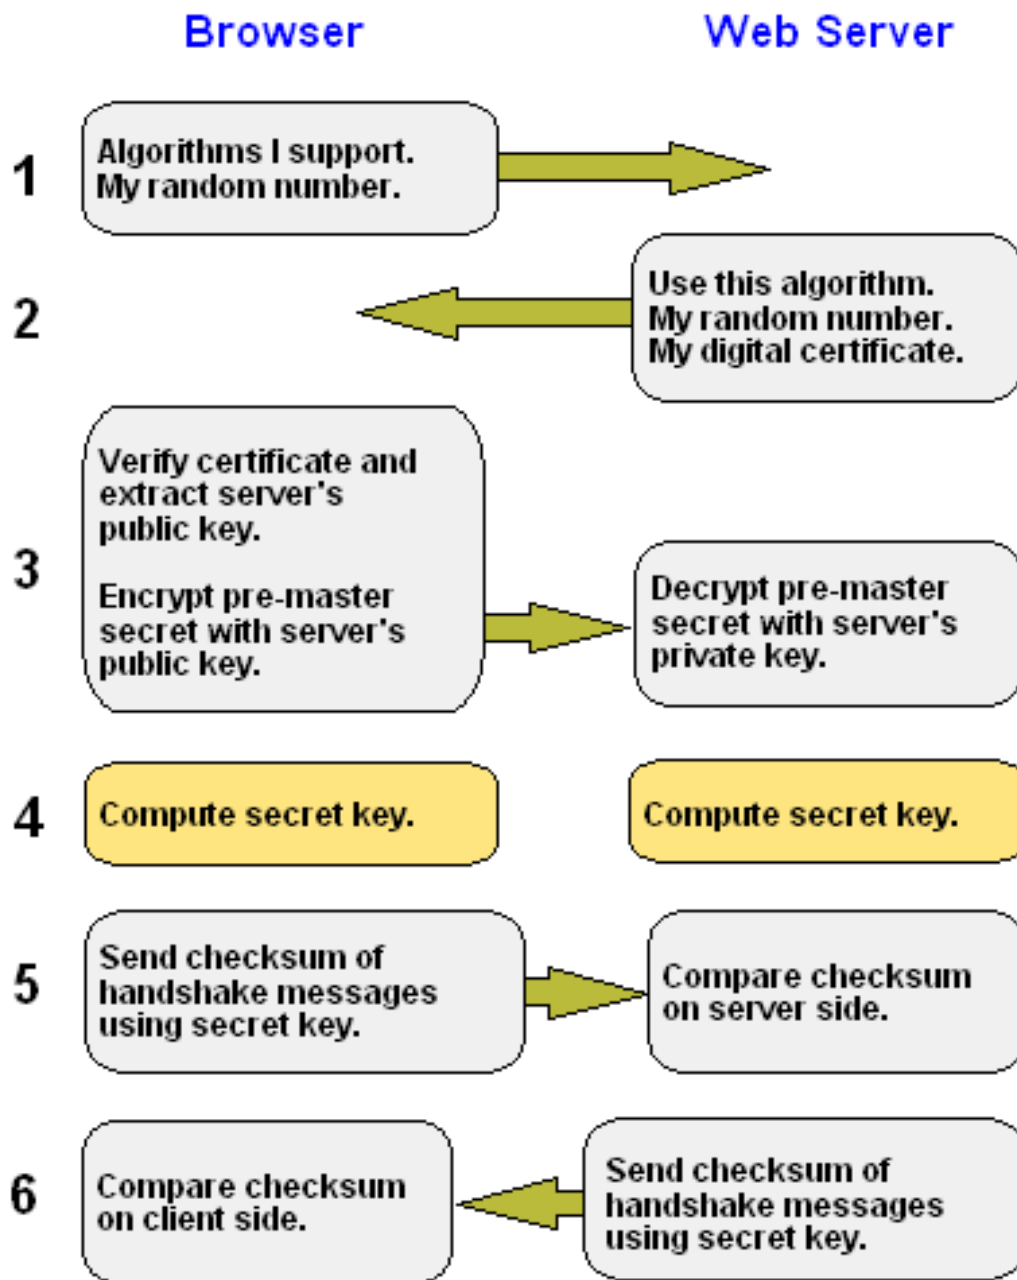 Browser
Web Server
1
Algorithms I support.
My random number.
2
Use this algorithm.
My random number.
My digital certificate.
3
Verify certificate and
extract server's
public key.
Encrypt pre-master
secret with server's
public key.
Decrypt pre-master
secret with server's
private key.
4
Compute secret key.
Compute secret key.
5
Send checksum of
handshake messages
using secret key.
Compare checksum
on server side.
6
Compare checksum
on client side.
Send checksum of
handshake messages
using secret key.